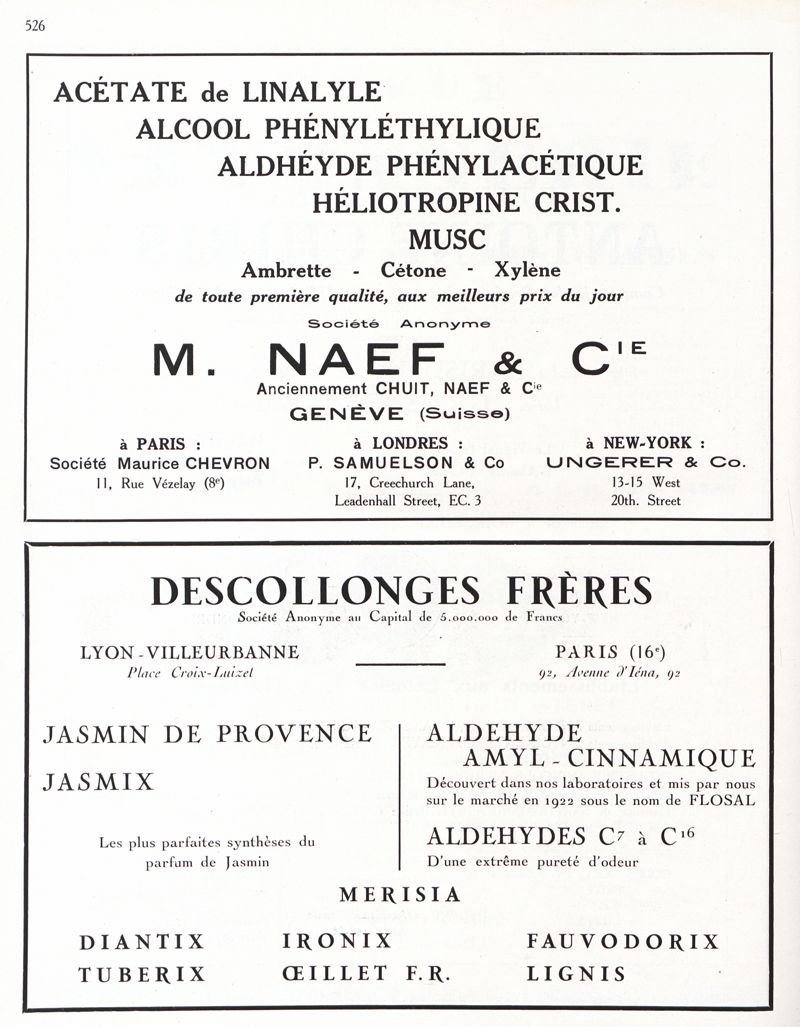 526
ACÉTATE de LINALYLE
ALCOOL PHÉNYLÉTHYLIQUE
ALDHÉYDE PHÉNYLACÉTIQUE
HÉLIOTROPINE CRIST.
MUSC
Ambrette - Cétone - Xylène
de toute première qualité, aux meilleurs prix du jour
Société Anonyme
M. NAEF & CIE
Anciennement CHUIT, NAEF & Cie
GENÈVE (Suisse)
à PARIS :
Société Maurice CHEVRON
11, Rue Vézelay (8e)
à LONDRES :
P. SAMUELSON & Co
17, Creechurch Lane,
Leadenhall Street, EC. 3
à NEW-YORK :
UNGERER & Co.
13-15 West
20th. Street
DESCOLLONGES FRÈRES
Société Anonyme au Capital de 5.000.000 de Francs
LYON-VILLEURBANNE
Place Croix-Luizet
PARIS (16e)
92, Avenue d'Iéna, 92
JASMIN DE PROVENCE
JASMIX
Les plus parfaites synthèses du
parfum de Jasmin
ALDEHYDE
AMYL-CINNAMIQUE
Découvert dans nos laboratoires et mis par nous
sur le marché en 1922 sous le nom de FLOSAL
ALDEHYDES C7 à C16
D'une extrême pureté d'odeur
MERISIA
DIANTIX IRONIX FAUVODORIX
TUBERIX ŒILLET F.R. LIGNIS